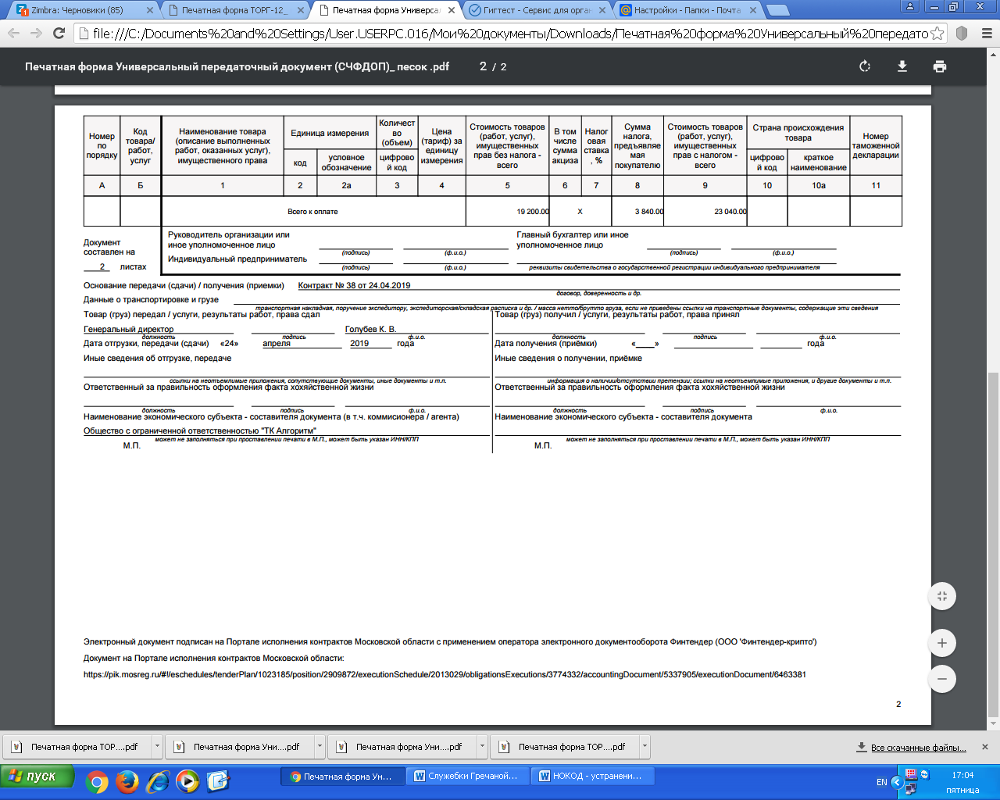 Zimbra: Черновики (85)
Печатная форма ТОРГ-12_
Печатная форма Универсал
Гигтест - Сервис для орган
Настройки - Папки - Почта
file:///C:/Documents%20and%20Settings/User.USERPC.016/Мои%20документы/Downloads/Печатная%20форма%20Универсальный%20передато
Печатная форма Универсальный передаточный документ (СЧФДОП)_ песок .pdf
2 / 2
Номер по порядку
Код товара/ работ, услуг
Наименование товара (описание выполненных работ, оказанных услуг), имущественного права
Единица измерения
код
условное обозначение
Количест во (объем)
цифрово й код
Цена (тариф) за единицу измерения
Стоимость товаров (работ, услуг), имущественных прав без налога - всего
В том числе сумма акциза
Налог овая ставка , %
Сумма налога, предъявляе мая покупателю
Стоимость товаров (работ, услуг), имущественных прав с налогом - всего
Страна происхождения товара
цифрово й код
краткое наименование
Номер таможенной декларации
А Б 1 2 2а 3 4 5 6 7 8 9 10 10а 11
Всего к оплате 19 200.00 X 3 840.00 23 040.00
Документ составлен на
2 листах
Руководитель организации или иное уполномоченное лицо
(подпись) (ф.и.о.)
Главный бухгалтер или иное уполномоченное лицо
(подпись) (ф.и.о.)
Индивидуальный предприниматель
(подпись) (ф.и.о.)
реквизиты свидетельства о государственной регистрации индивидуального предпринимателя
Основание передачи (сдачи) / получения (приемки) Контракт № 38 от 24.04.2019
договор, доверенность и др.
Данные о транспортировке и грузе
транспортная накладная, поручение экспедитору, экспедиторская/складская расписка и др. / масса нетто/брутто груза, если не приведены ссылки на транспортные документы, содержащие эти сведения
Товар (груз) передал / услуги, результаты работ, права сдал
Генеральный директор Голубев К. В.
должность подпись ф.и.о.
Дата отгрузки, передачи (сдачи) «24» апреля 2019 года
Иные сведения об отгрузке, передаче
ссылки на неотъемлимые приложения, сопутствующие документы, иные документы и т.п.
Ответственный за правильность оформления факта хохяйственной жизни
должность подпись ф.и.о.
Наименование экономического субъекта - составителя документа (в т.ч. комиссионера / агента)
Общество с ограниченной ответственностью "ТК Алгоритм"
может не заполняться при проставлении печати в М.П., может быть указан ИНН/КПП
М.П.
Товар (груз) получил / услуги, результаты работ, права принял
должность подпись ф.и.о.
Дата получения (приёмки) «____» года
Иные сведения о получении, приёмке
информация о наличии/отсутствии претензии; ссылки на неотъемлимые приложения, и другие документы и т.п.
Ответственный за правильность оформления факта хохяйственной жизни
должность подпись ф.и.о.
Наименование экономического субъекта - составителя документа
может не заполняться при проставлении печати в М.П., может быть указан ИНН/КПП
М.П.
Электронный документ подписан на Портале исполнения контрактов Московской области с применением оператора электронного документооборота Финтендер (ООО 'Финтендер-крипто')
Документ на Портале исполнения контрактов Московской области:
https://pik.mosreg.ru/#!/eschedules/tenderPlan/1023185/position/2909872/executionSchedule/2013029/obligationsExecutions/3774332/accountingDocument/5337905/executionDocument/6463381
2
Печатная форма ТОР....pdf
Печатная форма Уни....pdf
Печатная форма Уни....pdf
Печатная форма ТОР....pdf
Все скачанные файлы...
пуск
Печатная форма Ун...
Служебки Гречаной...
НОКОД - устранени...
EN
17:04
пятница